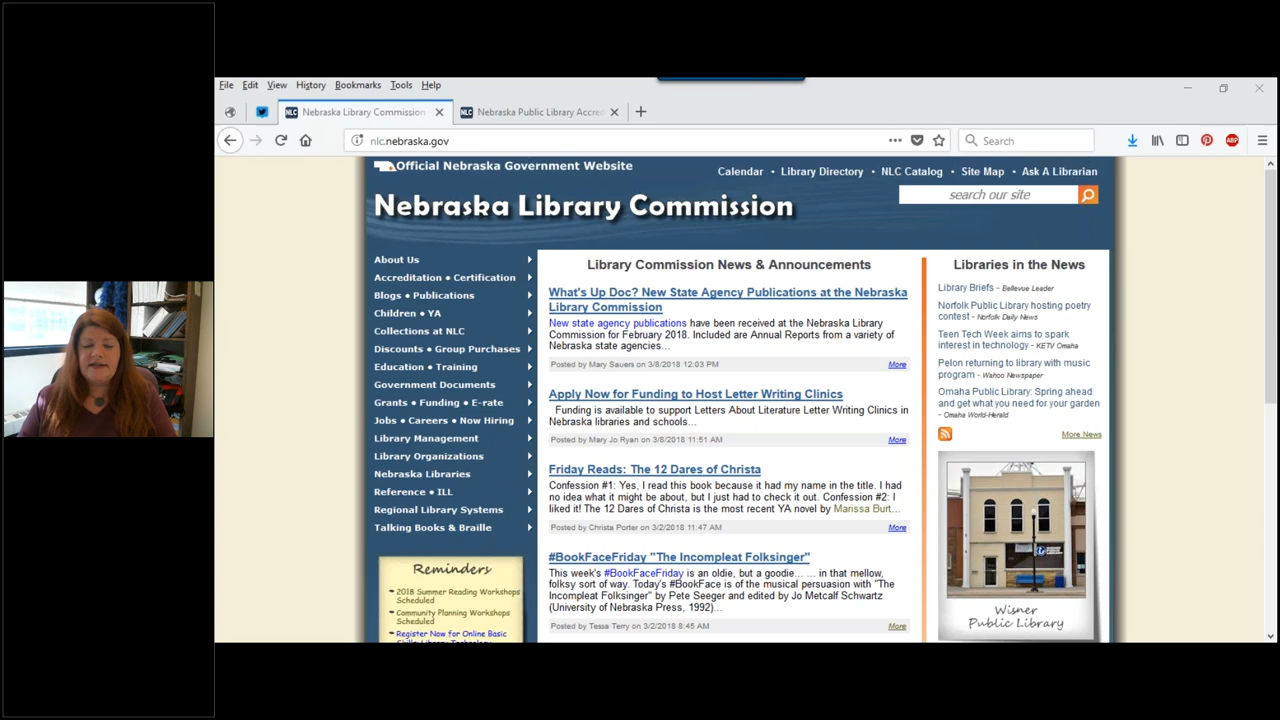 File Edit View History Bookmarks Tools Help
NLC Nebraska Library Commission
NLC Nebraska Public Library Accre
nlc.nebraska.gov
Search
ABP
Official Nebraska Government Website
Calendar • Library Directory • NLC Catalog • Site Map • Ask A Librarian
Nebraska Library Commission
search our site
About Us
Accreditation • Certification
Blogs • Publications
Children • YA
Collections at NLC
Discounts • Group Purchases
Education • Training
Government Documents
Grants • Funding • E-rate
Jobs • Careers • Now Hiring
Library Management
Library Organizations
Nebraska Libraries
Reference • ILL
Regional Library Systems
Talking Books & Braille
Reminders
2018 Summer Reading Workshops
Scheduled
Community Planning Workshops
Scheduled
Register Now for Online Basic
Library Commission News & Announcements
What's Up Doc? New State Agency Publications at the Nebraska
Library Commission
New state agency publications have been received at the Nebraska Library
Commission for February 2018. Included are Annual Reports from a variety of
Nebraska state agencies...
Posted by Mary Sauers on 3/8/2018 12:03 PM More
Apply Now for Funding to Host Letter Writing Clinics
Funding is available to support Letters About Literature Letter Writing Clinics in
Nebraska libraries and schools...
Posted by Mary Jo Ryan on 3/8/2018 11:51 AM More
Friday Reads: The 12 Dares of Christa
Confession #1: Yes, I read this book because it had my name in the title. I had
no idea what it might be about, but I just had to check it out. Confession #2: I
liked it! The 12 Dares of Christa is the most recent YA novel by Marissa Burt...
Posted by Christa Porter on 3/2/2018 11:47 AM More
#BookFaceFriday "The Incompleat Folksinger"
This week's #BookFaceFriday is an oldie, but a goodie... ... in that mellow,
folksy sort of way. Today's #BookFace is of the musical persuasion with "The
Incompleat Folksinger" by Pete Seeger and edited by Jo Metcalf Schwartz
(University of Nebraska Press, 1972)...
Posted by Tessa Terry on 3/2/2018 8:45 AM More
Libraries in the News
Library Briefs - Bellevue Leader
Norfolk Public Library hosting poetry
contest - Norfolk Daily News
Teen Tech Week aims to spark
interest in technology - KETV Omaha
Pelon returning to library with music
program - Wahoo Newspaper
Omaha Public Library: Spring ahead
and get what you need for your garden
- Omaha World-Herald
More News
Wisner
Public Library